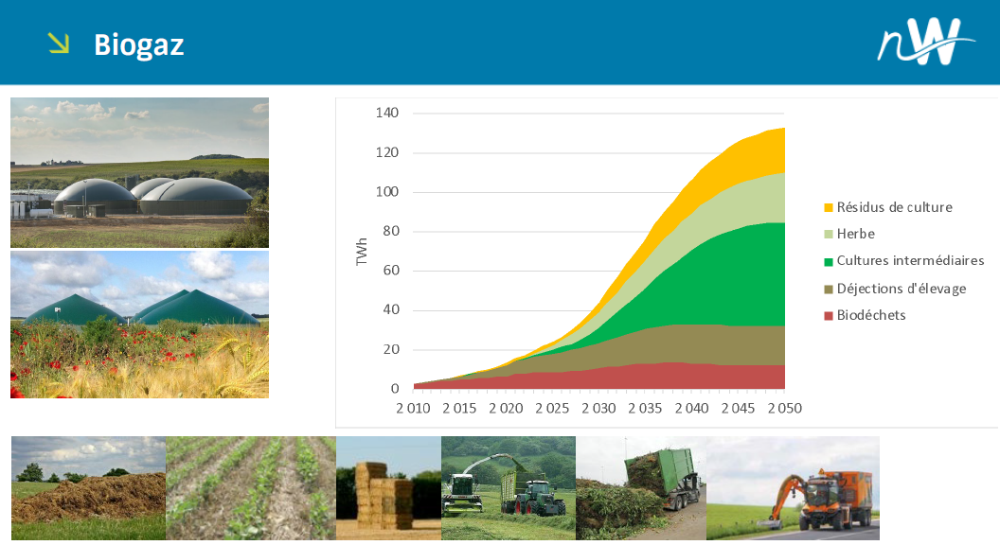 Biogaz
nW
140
120
100
80
60
40
20
0
TWh
2 010 2 015 2 020 2 025 2 030 2 035 2 040 2 045 2 050
Résidus de culture
Herbe
Cultures intermédiaires
Déjections d'élevage
Biodéchets